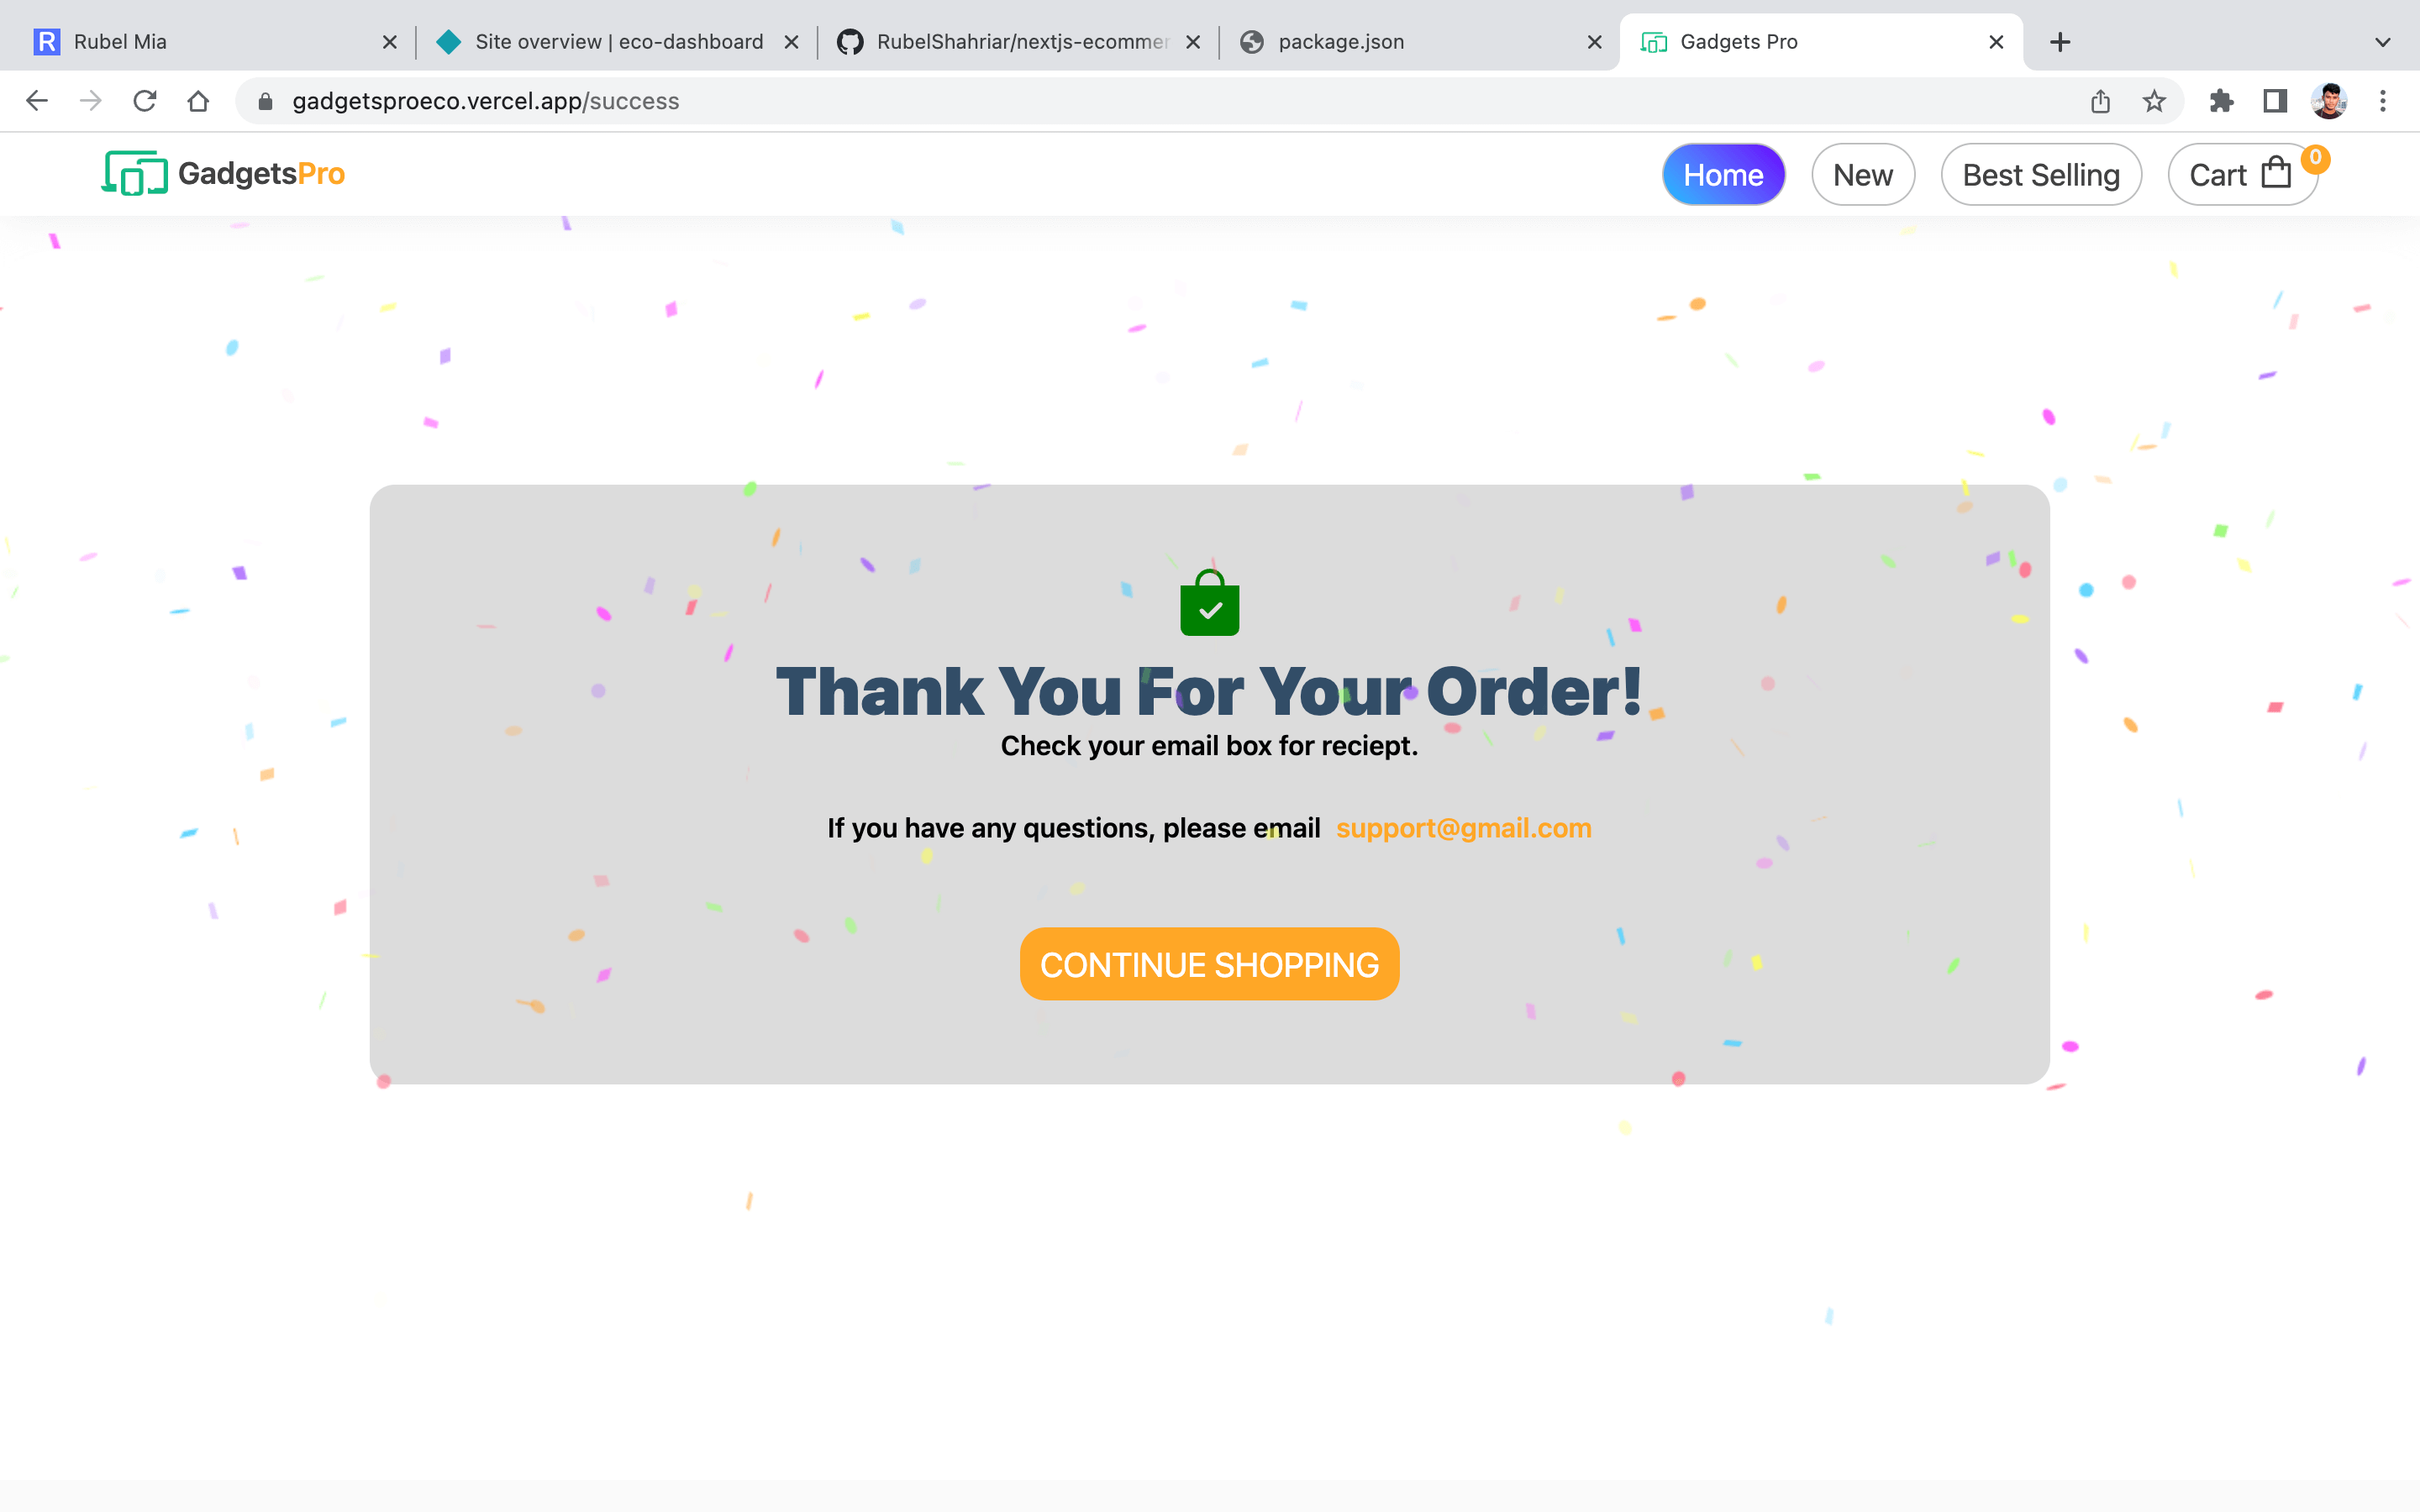 R Rubel Mia
Site overview | eco-dashboard
RubelShahriar/nextjs-ecommer
package.json
Gadgets Pro
gadgetsproeco.vercel.app/success
GadgetsPro
Home
New
Best Selling
Cart
0
Thank You For Your Order!
Check your email box for reciept.
If you have any questions, please email support@gmail.com
CONTINUE SHOPPING